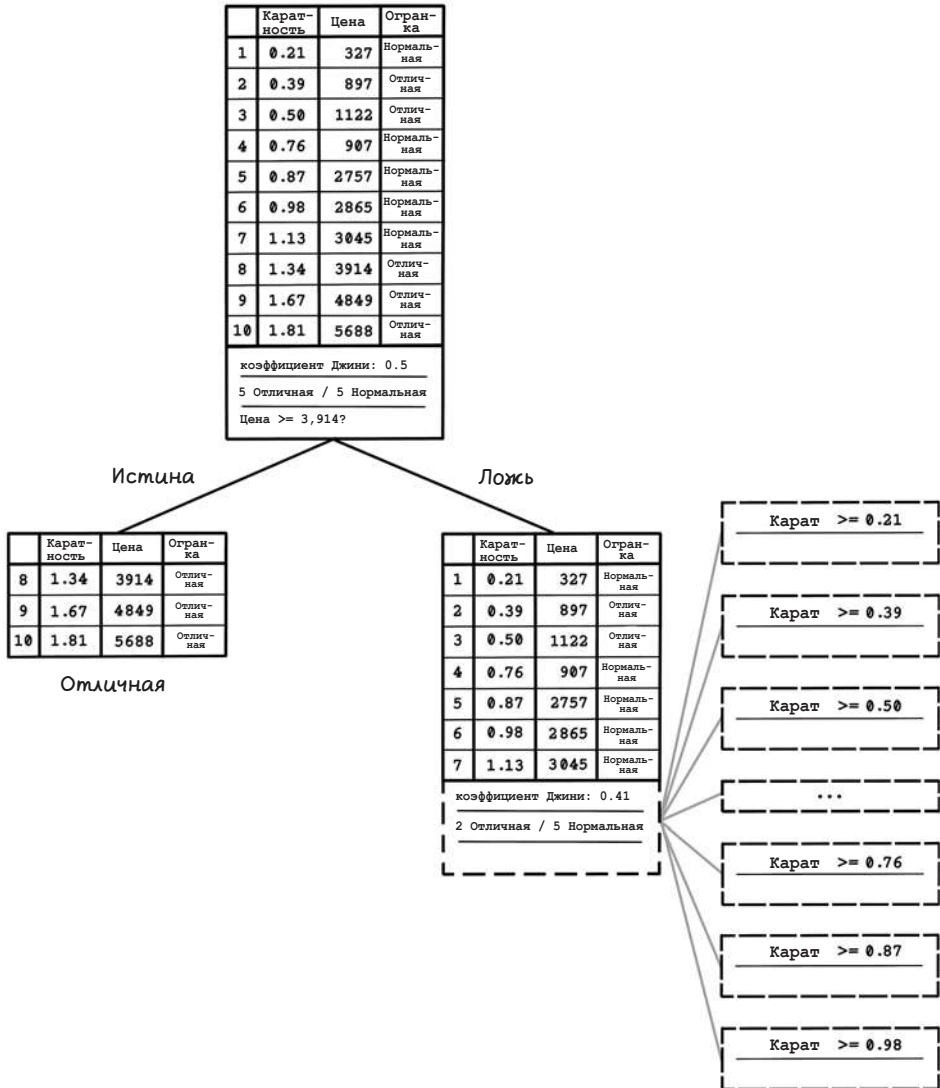 Карат-
ность
Цена
Огран-
ка
1 0.21 327 Нормаль-
ная
2 0.39 897 Отлич-
ная
3 0.50 1122 Отлич-
ная
4 0.76 907 Нормаль-
ная
5 0.87 2757 Нормаль-
ная
6 0.98 2865 Нормаль-
ная
7 1.13 3045 Нормаль-
ная
8 1.34 3914 Отлич-
ная
9 1.67 4849 Отлич-
ная
10 1.81 5688 Отлич-
ная
коэффициент Джини: 0.5
5 Отличная / 5 Нормальная
Цена >= 3,914?
Истина
Ложь
Карат-
ность
Цена
Огран-
ка
8 1.34 3914 Отлич-
ная
9 1.67 4849 Отлич-
ная
10 1.81 5688 Отлич-
ная
Отличная
Карат-
ность
Цена
Огран-
ка
1 0.21 327 Нормаль-
ная
2 0.39 897 Отлич-
ная
3 0.50 1122 Отлич-
ная
4 0.76 907 Нормаль-
ная
5 0.87 2757 Нормаль-
ная
6 0.98 2865 Нормаль-
ная
7 1.13 3045 Нормаль-
ная
коэффициент Джини: 0.41
2 Отличная / 5 Нормальная
Карат >= 0.21
Карат >= 0.39
Карат >= 0.50
...
Карат >= 0.76
Карат >= 0.87
Карат >= 0.98